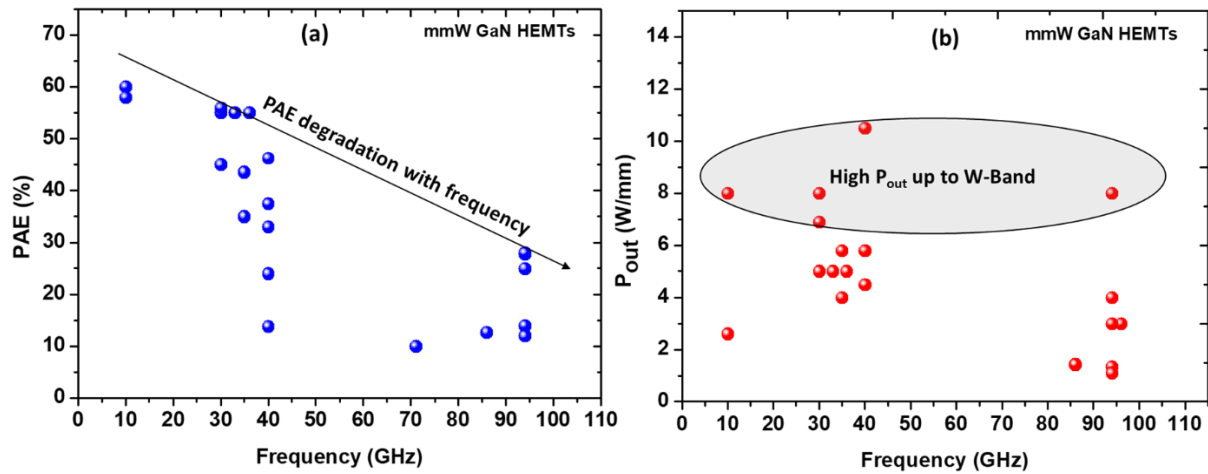 (a)
mmW GaN HEMTs
PAE degradation with frequency
PAE (%)
70
60
50
40
30
20
10
0
0 10 20 30 40 50 60 70 80 90 100 110
Frequency (GHz)
(b)
mmW GaN HEMTs
High Pout up to W-Band
Pout (W/mm)
14
12
10
8
6
4
2
0
0 10 20 30 40 50 60 70 80 90 100 110
Frequency (GHz)